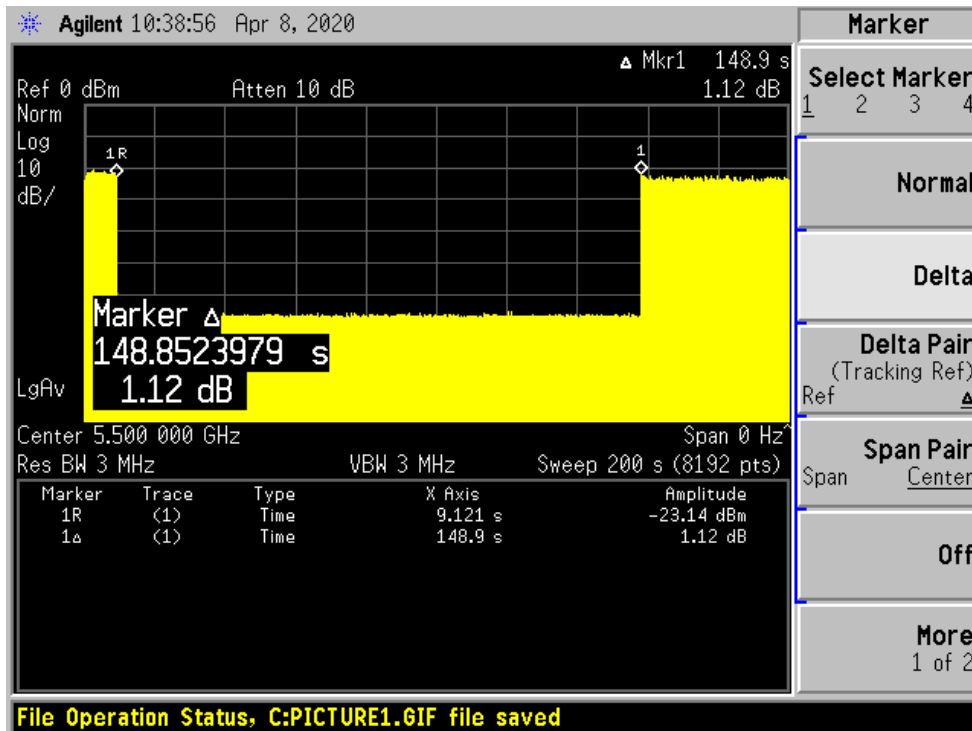 Agilent 10:38:56 Apr 8, 2020
Δ Mkr1 148.9 s
Ref 0 dBm Atten 10 dB 1.12 dB
Norm
Log
10
dB/
1R
1
Marker Δ
148.8523979 s
1.12 dB
LgAv
Center 5.500 000 GHz Span 0 Hz^
Res BW 3 MHz VBW 3 MHz Sweep 200 s (8192 pts)
Marker Trace Type X Axis Amplitude
1R (1) Time 9.121 s -23.14 dBm
1Δ (1) Time 148.9 s 1.12 dB
File Operation Status, C:PICTURE1.GIF file saved
Marker
Select Marker
1 2 3 4
Normal
Delta
Delta Pair
(Tracking Ref)
Ref Δ
Span Pair
Span Center
Off
More
1 of 2